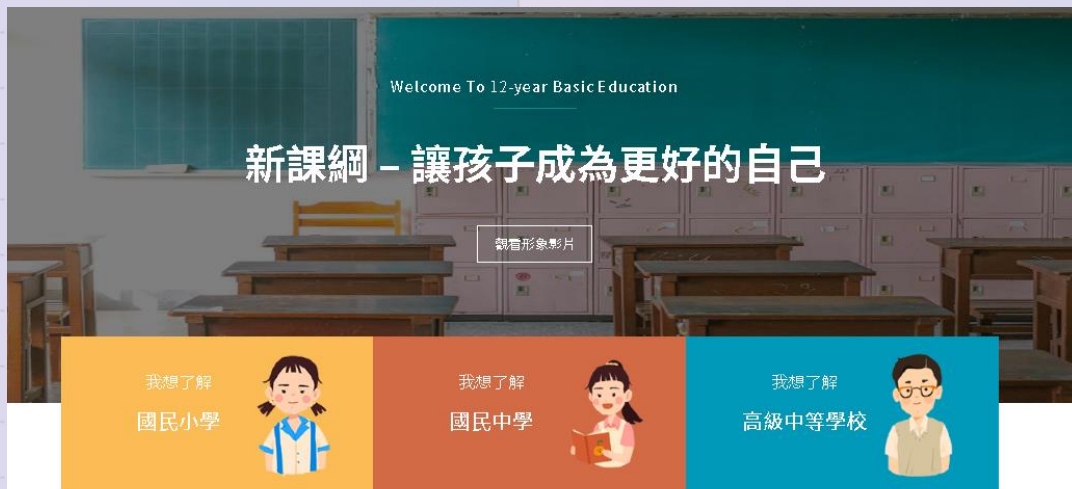 Welcome To 12-year Basic Education
新課綱 – 讓孩子成為更好的自己
觀看形象影片
我想了解
國民小學
我想了解
國民中學
我想了解
高級中等學校